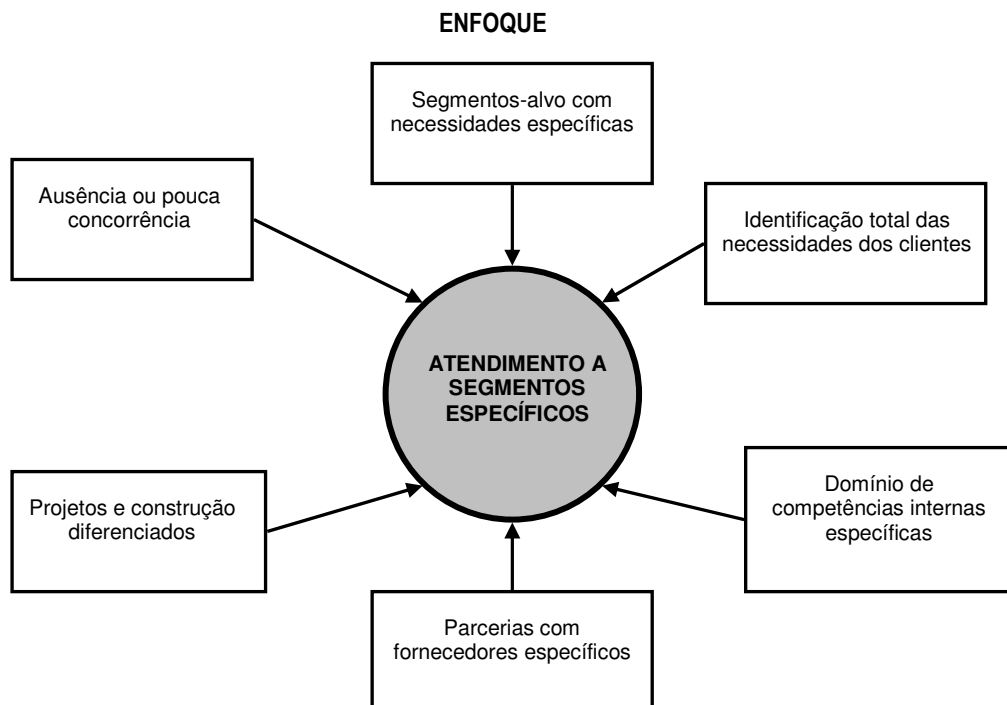 ENFOQUE
Segmentos-alvo com
necessidades específicas
Ausência ou pouca
concorrência
Identificação total das
necessidades dos clientes
ATENDIMENTO A
SEGMENTOS
ESPECÍFICOS
Projetos e construção
diferenciados
Domínio de
competências internas
específicas
Parcerias com
fornecedores específicos